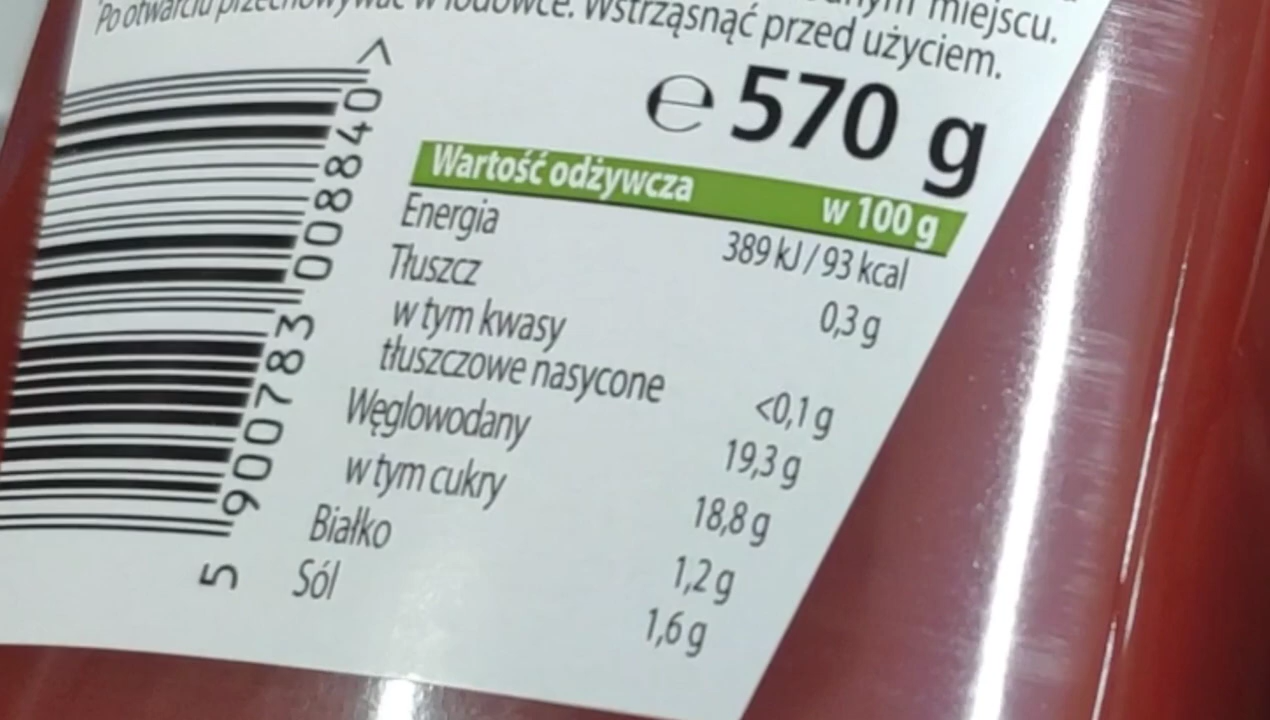 dnym miejscu.
Po otwarciu przechowywać w lodówce. Wstrząsnąć przed użyciem.
℮ 570 g
Wartość odżywcza w 100 g
Energia 389 kJ / 93 kcal
Tłuszcz 0,3 g
w tym kwasy
tłuszczowe nasycone <0,1 g
Węglowodany 19,3 g
w tym cukry 18,8 g
Białko 1,2 g
Sól 1,6 g
5 900783 008840 >